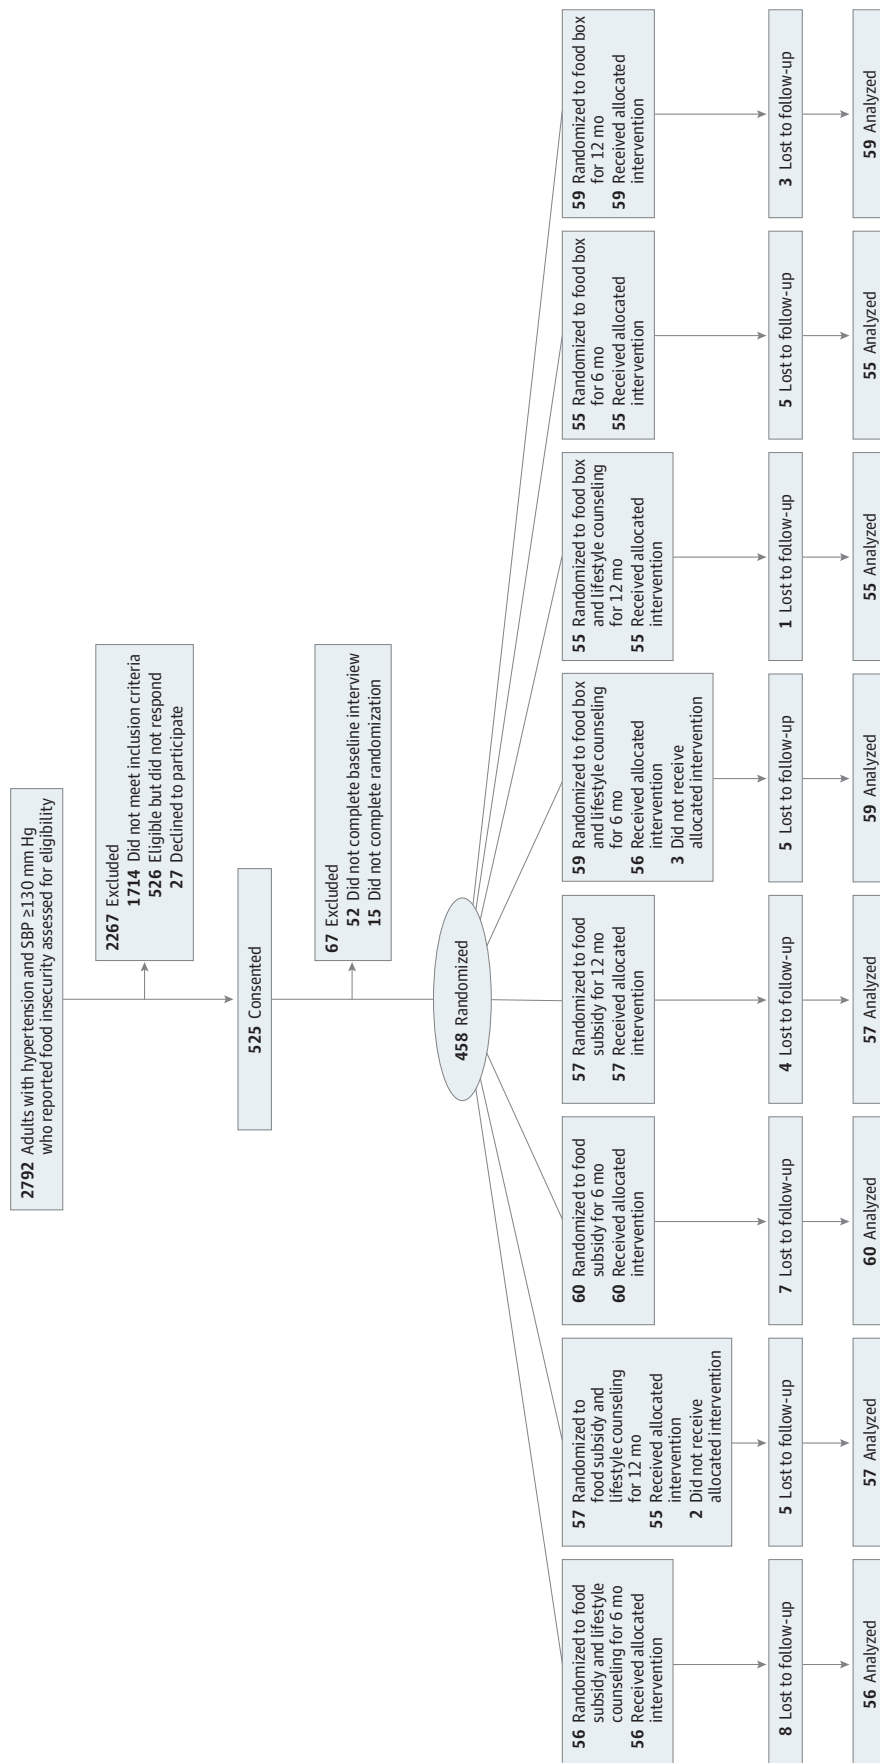 2792 Adults with hypertension and SBP ≥130 mm Hg
who reported food insecurity assessed for eligibility
2267 Excluded
1714 Did not meet inclusion criteria
526 Eligible but did not respond
27 Declined to participate
525 Consented
67 Excluded
52 Did not complete baseline interview
15 Did not complete randomization
458 Randomized
56 Randomized to food
subsidy and lifestyle
counseling for 6 mo
56 Received allocated
intervention
57 Randomized to
food subsidy and
lifestyle counseling
for 12 mo
55 Received allocated
intervention
2 Did not receive
allocated intervention
60 Randomized to food
subsidy for 6 mo
60 Received allocated
intervention
57 Randomized to food
subsidy for 12 mo
57 Received allocated
intervention
59 Randomized to food box
and lifestyle counseling
for 6 mo
56 Received allocated
intervention
3 Did not receive
allocated intervention
55 Randomized to food box
and lifestyle counseling
for 12 mo
55 Received allocated
intervention
55 Randomized to food box
for 6 mo
55 Received allocated
intervention
59 Randomized to food box
for 12 mo
59 Received allocated
intervention
8 Lost to follow-up
5 Lost to follow-up
7 Lost to follow-up
4 Lost to follow-up
5 Lost to follow-up
1 Lost to follow-up
5 Lost to follow-up
3 Lost to follow-up
56 Analyzed
57 Analyzed
60 Analyzed
57 Analyzed
59 Analyzed
55 Analyzed
55 Analyzed
59 Analyzed